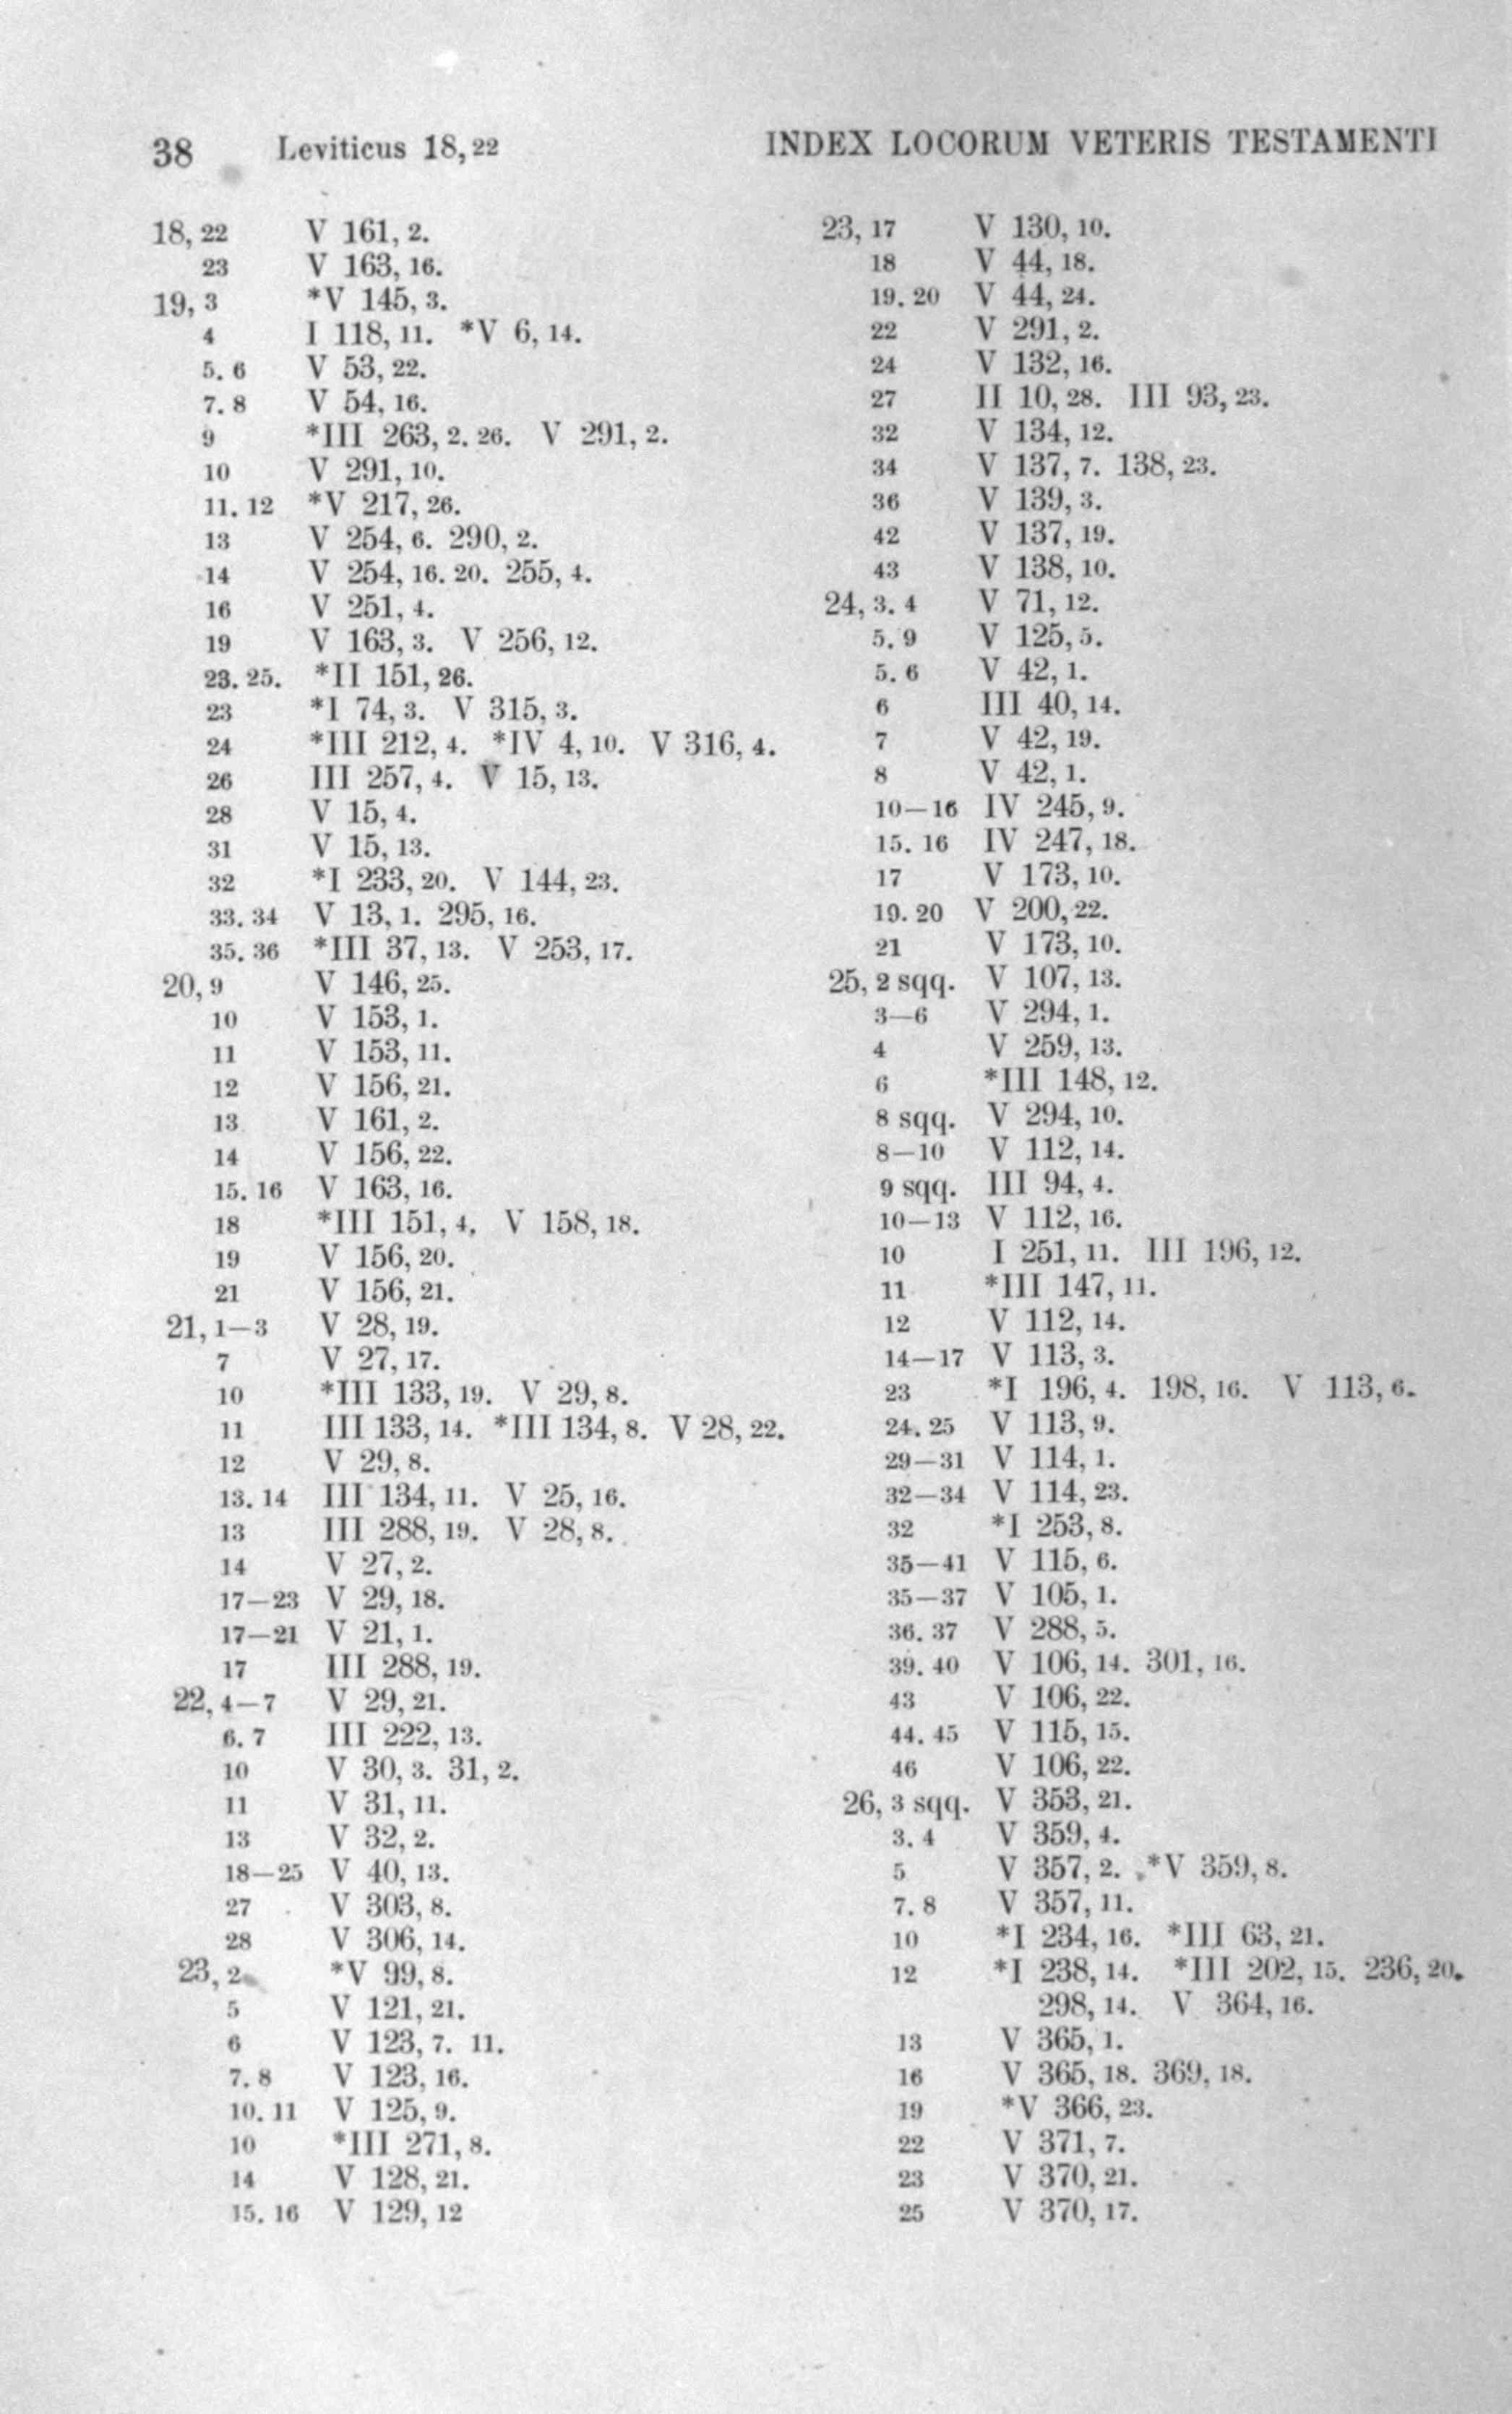 38 Leviticus 18, 22 INDEX LOCORUM VETERIS TESTAMENTI
18, 22 V 161, 2.
23 V 163, 16.
19, 3 *V 145, 3.
4 I 118, 11. *V 6, 14.
5. 6 V 53, 22.
7. 8 V 54, 16.
9 *III 263, 2. 26. V 291, 2.
10 V 291, 10.
11. 12 *V 217, 26.
13 V 254, 6. 290, 2.
14 V 254, 16. 20. 255, 4.
16 V 251, 4.
19 V 163, 3. V 256, 12.
23. 25. *II 151, 26.
23 *I 74, 3. V 315, 3.
24 *III 212, 4. *IV 4, 10. V 316, 4.
26 III 257, 4. V 15, 13.
28 V 15, 4.
31 V 15, 13.
32 *I 233, 20. V 144, 23.
33. 34 V 13, 1. 295, 16.
35. 36 *III 37, 13. V 253, 17.
20, 9 V 146, 25.
10 V 153, 1.
11 V 153, 11.
12 V 156, 21.
13 V 161, 2.
14 V 156, 22.
15. 16 V 163, 16.
18 *III 151, 4. V 158, 18.
19 V 156, 20.
21 V 156, 21.
21, 1—3 V 28, 19.
7 V 27, 17.
10 *III 133, 19. V 29, 8.
11 III 133, 14. *III 134, 8. V 28, 22.
12 V 29, 8.
13. 14 III 134, 11. V 25, 16.
13 III 288, 19. V 28, 8.
14 V 27, 2.
17—23 V 29, 18.
17—21 V 21, 1.
17 III 288, 19.
22, 4—7 V 29, 21.
6. 7 III 222, 13.
10 V 30, 3. 31, 2.
11 V 31, 11.
13 V 32, 2.
18—25 V 40, 13.
27 V 303, 8.
28 V 306, 14.
23, 2 *V 99, 8.
5 V 121, 21.
6 V 123, 7. 11.
7. 8 V 123, 16.
10. 11 V 125, 9.
10 *III 271, 8.
14 V 128, 21.
15. 16 V 129, 12
23, 17 V 130, 10.
18 V 44, 18.
19. 20 V 44, 24.
22 V 291, 2.
24 V 132, 16.
27 II 10, 28. III 93, 23.
32 V 134, 12.
34 V 137, 7. 138, 23.
36 V 139, 3.
42 V 137, 19.
43 V 138, 10.
24, 3. 4 V 71, 12.
5. 9 V 125, 5.
5. 6 V 42, 1.
6 III 40, 14.
7 V 42, 19.
8 V 42, 1.
10—16 IV 245, 9.
15. 16 IV 247, 18.
17 V 173, 10.
19. 20 V 200, 22.
21 V 173, 10.
25, 2 sqq. V 107, 13.
3—6 V 294, 1.
4 V 259, 13.
6 *III 148, 12.
8 sqq. V 294, 10.
8—10 V 112, 14.
9 sqq. III 94, 4.
10—13 V 112, 16.
10 I 251, 11. III 196, 12.
11 *III 147, 11.
12 V 112, 14.
14—17 V 113, 3.
23 *I 196, 4. 198, 16. V 113, 6.
24. 25 V 113, 9.
29—31 V 114, 1.
32—34 V 114, 23.
32 *I 253, 8.
35—41 V 115, 6.
35—37 V 105, 1.
36. 37 V 288, 5.
39. 40 V 106, 14. 301, 16.
43 V 106, 22.
44. 45 V 115, 15.
46 V 106, 22.
26, 3 sqq. V 353, 21.
3. 4 V 359, 4.
5 V 357, 2. *V 359, 8.
7. 8 V 357, 11.
10 *I 234, 16. *III 63, 21.
12 *I 238, 14. *III 202, 15. 236, 20.
298, 14. V 364, 16.
13 V 365, 1.
16 V 365, 18. 369, 18.
19 *V 366, 23.
22 V 371, 7.
23 V 370, 21.
25 V 370, 17.